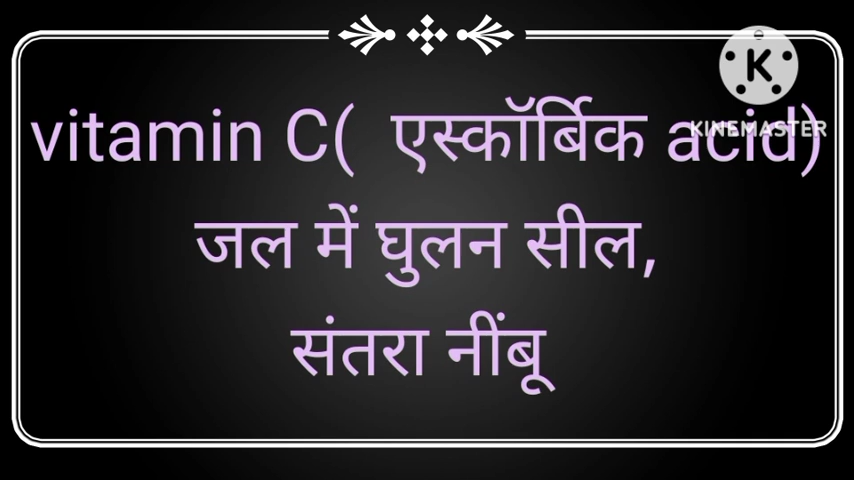 KINEMASTER
vitamin C( एस्कॉर्बिक acid)
जल में घुलन सील,
संतरा नींबू